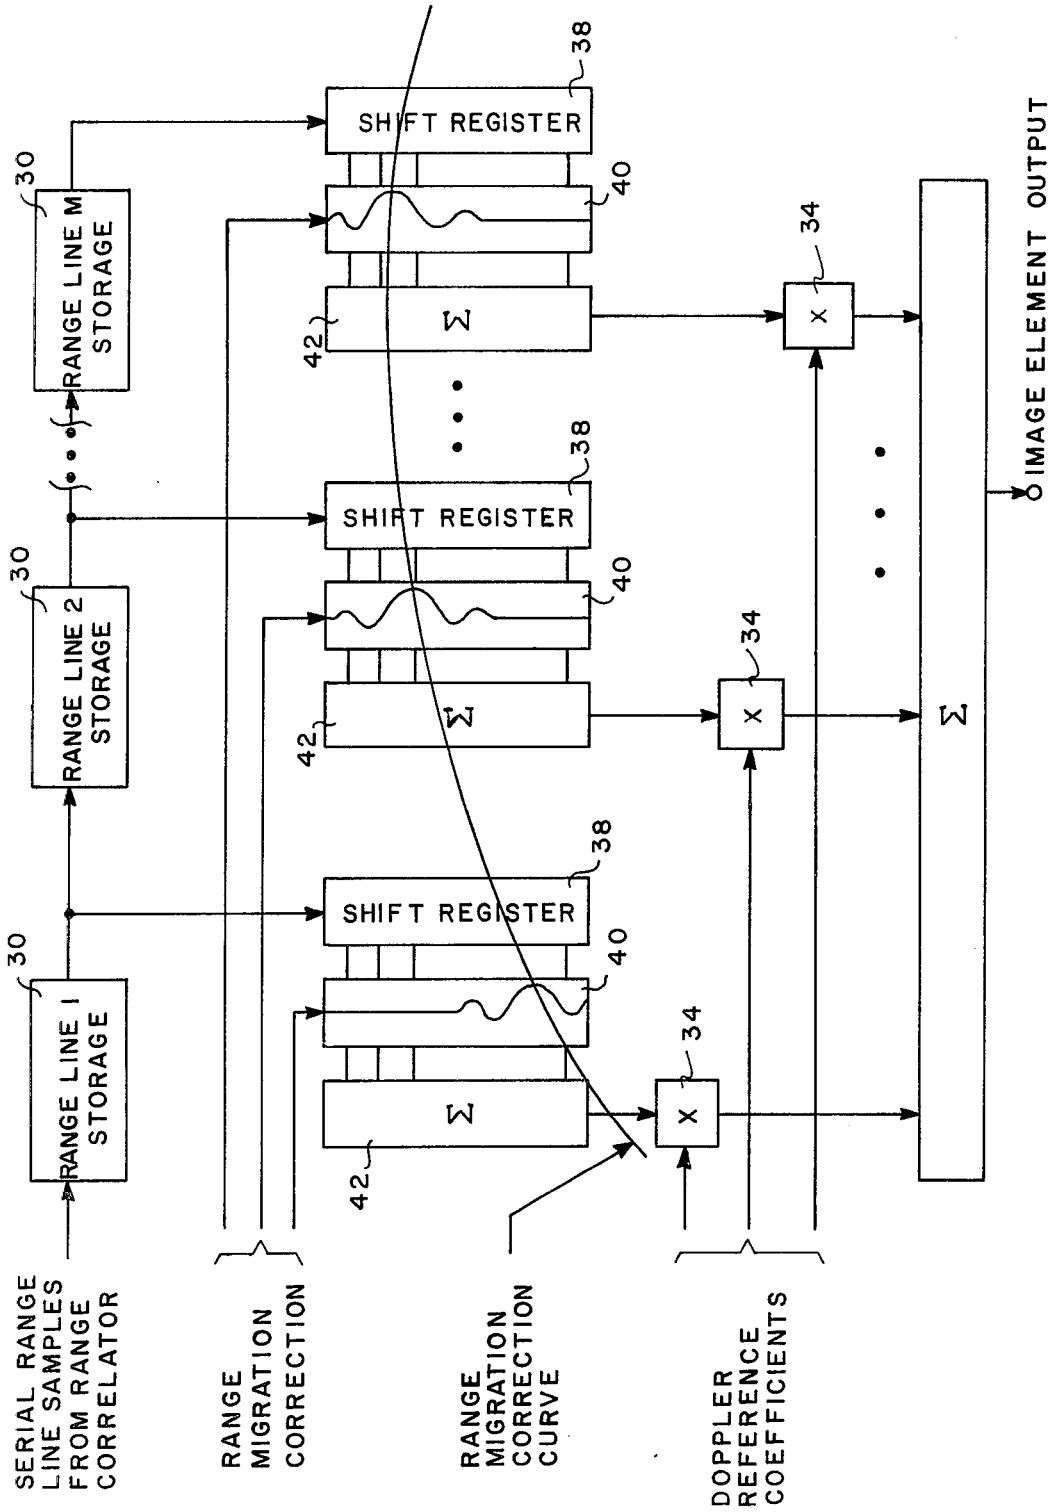 SERIAL RANGE
LINE SAMPLES
FROM RANGE
CORRELATOR
30
RANGE LINE 1
STORAGE
30
RANGE LINE 2
STORAGE
30
RANGE LINE M
STORAGE
RANGE
MIGRATION
CORRECTION
SHIFT REGISTER
38
SHIFT REGISTER
38
SHIFT REGISTER
38
40
40
40
42
Σ
42
Σ
42
Σ
RANGE
MIGRATION
CORRECTION
CURVE
X
34
X
34
X
34
DOPPLER
REFERENCE
COEFFICIENTS
Σ
IMAGE ELEMENT OUTPUT